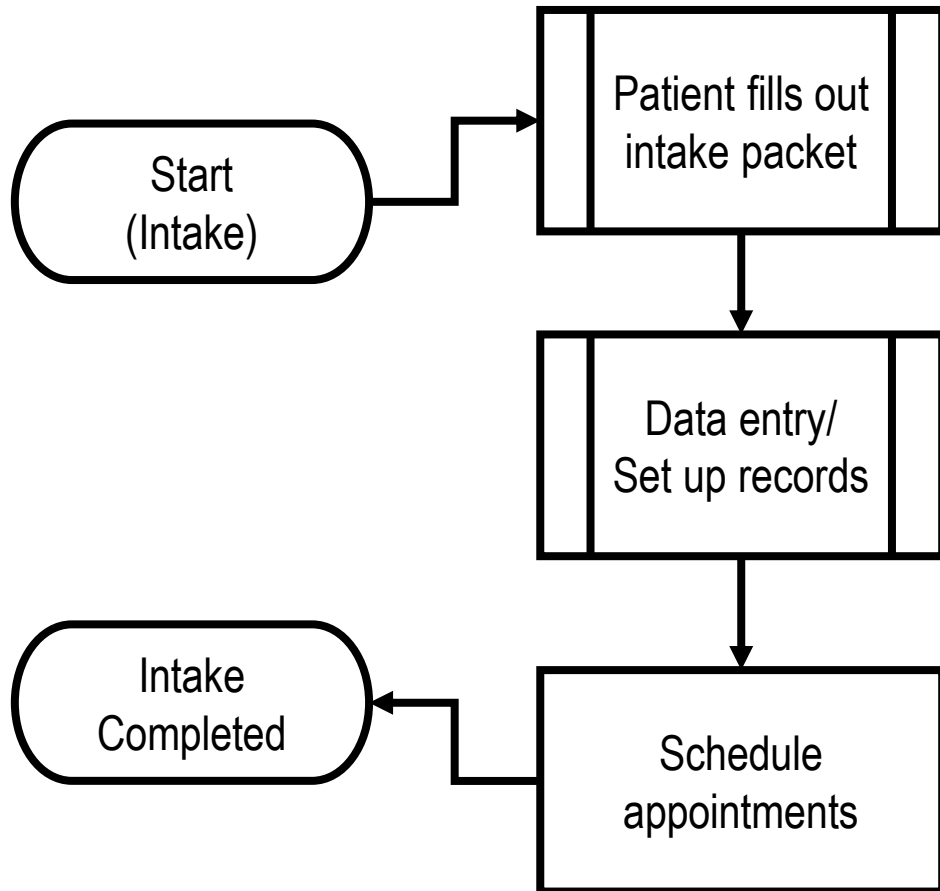 Start
(Intake)
Patient fills out
intake packet
Data entry/
Set up records
Schedule
appointments
Intake
Completed